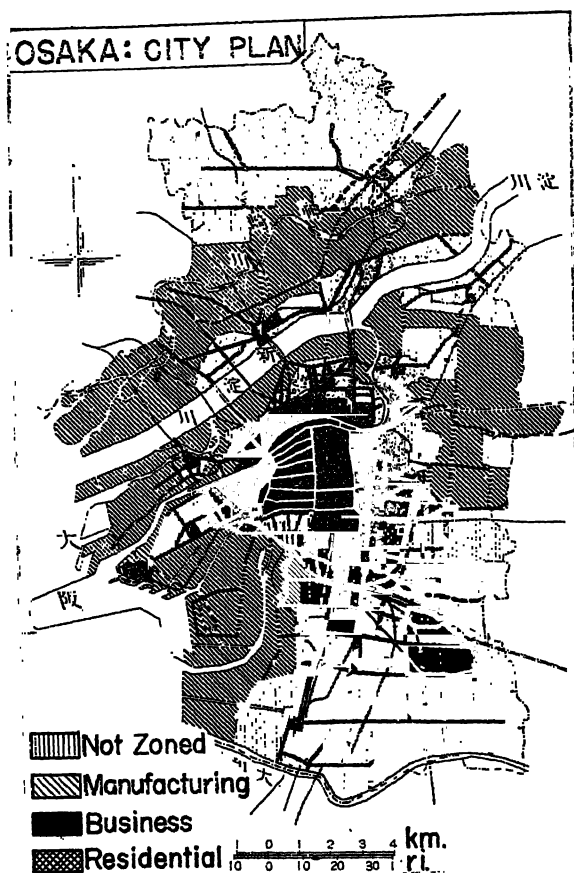 OSAKA: CITY PLAN
川淀
新
淀
川
大
阪
大
Not Zoned
Manufacturing
Business
Residential
1 0 1 2 3 4 km.
10 0 10 20 30 ri.